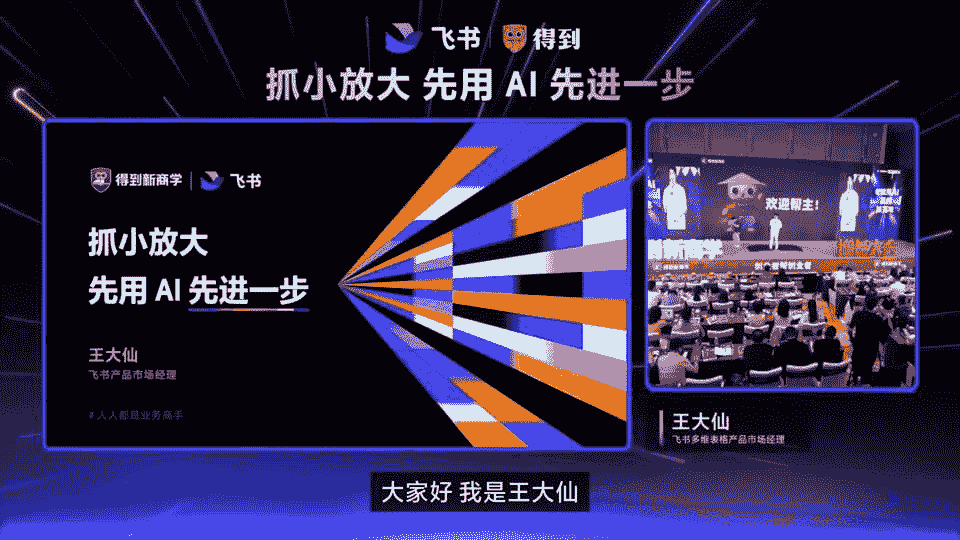 飞书 得到
抓小放大 先用 AI 先进一步
得到新商学 飞书
抓小放大
先用 AI 先进一步
王大仙
飞书产品市场经理
# 人人都是业务高手
欢迎帮主!
王大仙
飞书多维表格产品市场经理
大家好 我是王大仙